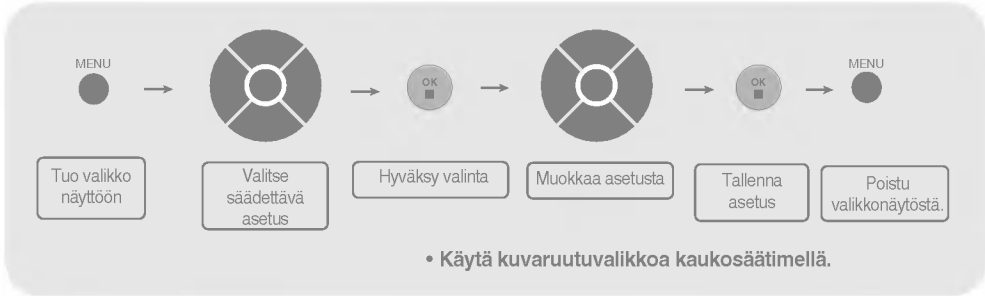 MENU
OK
OK
MENU
Tuo valikko
näyttöön
Valitse
säädettävä
asetus
Hyväksy valinta
Muokkaa asetusta
Tallenna
asetus
Poistu
valikkonäytöstä.
• Käytä kuvaruutuvalikkoa kaukosäätimellä.